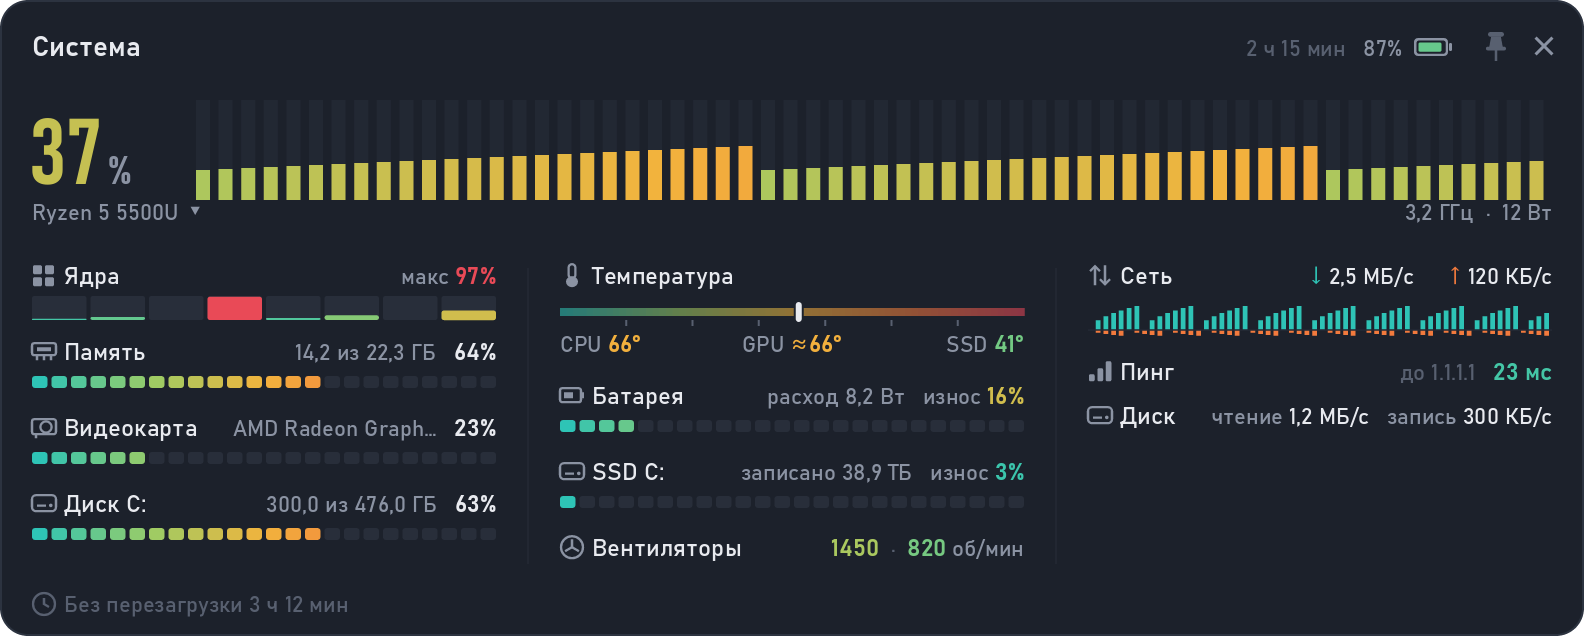 Система
2 ч 15 мин 87%
37 %
Ryzen 5 5500U ▾
3,2 ГГц · 12 Вт
Ядра макс 97%
Память 14,2 из 22,3 ГБ 64%
Видеокарта AMD Radeon Graph... 23%
Диск C: 300,0 из 476,0 ГБ 63%
Температура
CPU 66° GPU ≈66° SSD 41°
Батарея расход 8,2 Вт износ 16%
SSD C: записано 38,9 ТБ износ 3%
Вентиляторы 1450 · 820 об/мин
Сеть ↓ 2,5 МБ/с ↑ 120 КБ/с
Пинг до 1.1.1.1 23 мс
Диск чтение 1,2 МБ/с запись 300 КБ/с
Без перезагрузки 3 ч 12 мин